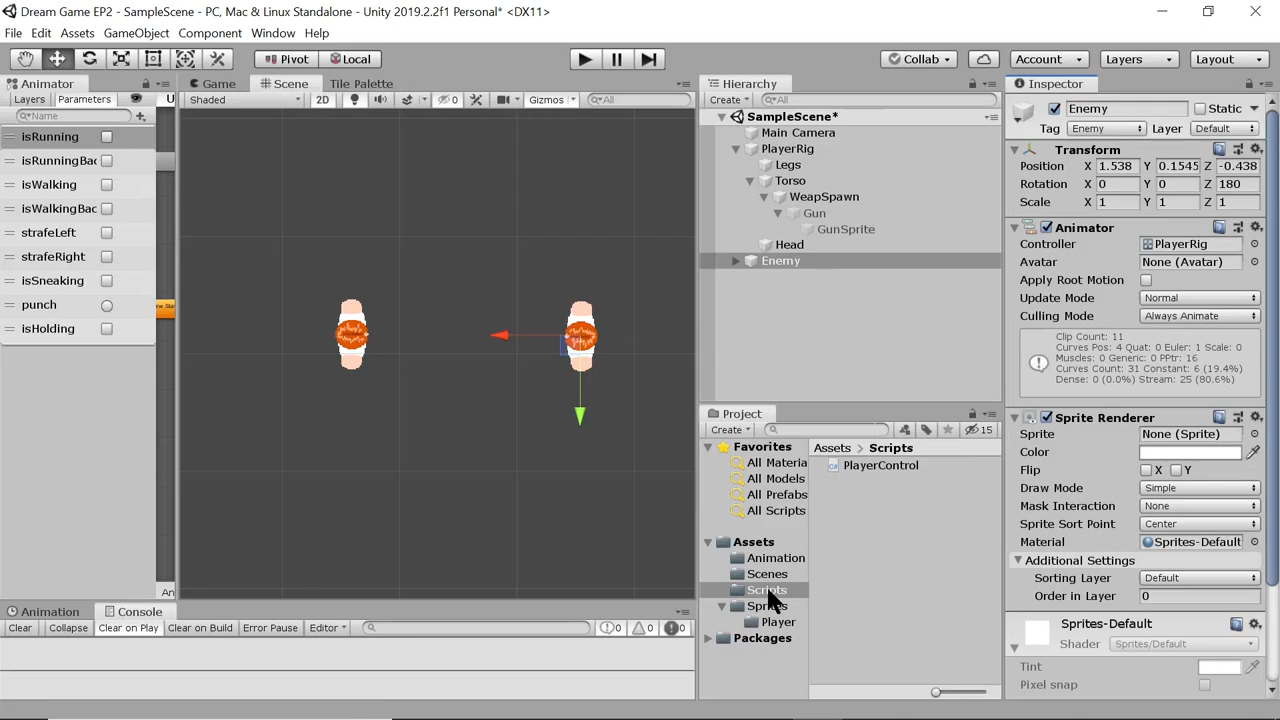 Dream Game EP2 - SampleScene - PC, Mac & Linux Standalone - Unity 2019.2.2f1 Personal* <DX11>
File Edit Assets GameObject Component Window Help
Pivot Local Collab Account Layers Layout
Animator
Layers Parameters
Name
isRunning
isRunningBac
isWalking
isWalkingBac
strafeLeft
strafeRight
isSneaking
punch
isHolding
Game Scene Tile Palette
Shaded 2D 0 Gizmos All
Hierarchy
Create All
SampleScene*
Main Camera
PlayerRig
Legs
Torso
WeapSpawn
Gun
GunSprite
Head
Enemy
Project
Create 15
Favorites
All Materia
All Models
All Prefabs
All Scripts
Assets
Animation
Scenes
Scripts
Player
Packages
Assets > Scripts
PlayerControl
Animation Console
Clear Collapse Clear on Play Clear on Build Error Pause Editor 0 0 0
Inspector
Enemy Static
Tag Enemy Layer Default
Transform
Position X 1.538 Y 0.1545 Z -0.438
Rotation X 0 Y 0 Z 180
Scale X 1 Y 1 Z 1
Animator
Controller PlayerRig
Avatar None (Avatar)
Apply Root Motion
Update Mode Normal
Culling Mode Always Animate
Clip Count: 11
Curves Pos: 4 Quat: 0 Euler: 1 Scale: 0
Muscles: 0 Generic: 0 PPtr: 16
Curves Count: 31 Constant: 6 (19.4%)
Dense: 0 (0.0%) Stream: 25 (80.6%)
Sprite Renderer
Sprite None (Sprite)
Color
Flip X Y
Draw Mode Simple
Mask Interaction None
Sprite Sort Point Center
Material Sprites-Default
Additional Settings
Sorting Layer Default
Order in Layer 0
Sprites-Default
Shader Sprites/Default
Tint
Pixel snap